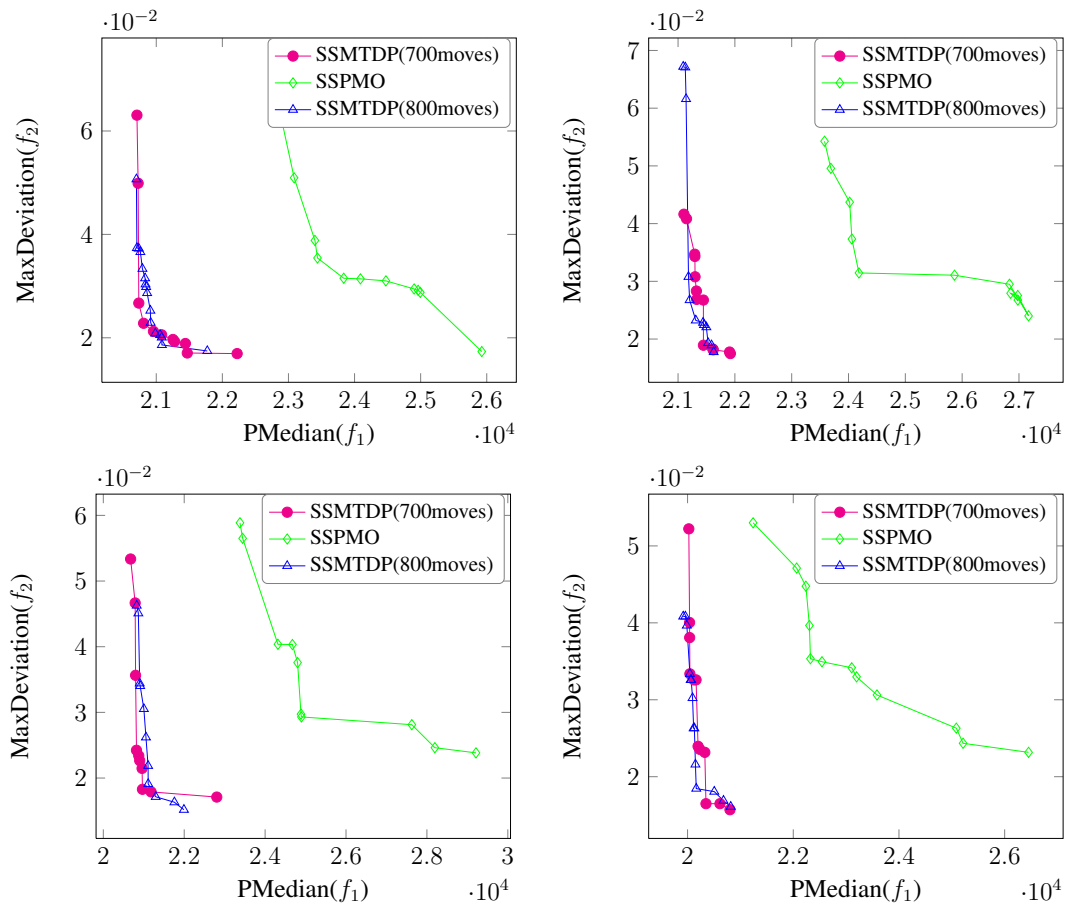 ·10⁻²
SSMTDP(700moves)
SSPMO
SSMTDP(800moves)
6
4
2
MaxDeviation(f₂)
2.1 2.2 2.3 2.4 2.5 2.6
PMedian(f₁)
·10⁴
·10⁻²
SSMTDP(700moves)
SSPMO
SSMTDP(800moves)
7
6
5
4
3
2
MaxDeviation(f₂)
2.1 2.2 2.3 2.4 2.5 2.6 2.7
PMedian(f₁)
·10⁴
·10⁻²
SSMTDP(700moves)
SSPMO
SSMTDP(800moves)
6
5
4
3
2
MaxDeviation(f₂)
2 2.2 2.4 2.6 2.8 3
PMedian(f₁)
·10⁴
·10⁻²
SSMTDP(700moves)
SSPMO
SSMTDP(800moves)
5
4
3
2
MaxDeviation(f₂)
2 2.2 2.4 2.6
PMedian(f₁)
·10⁴